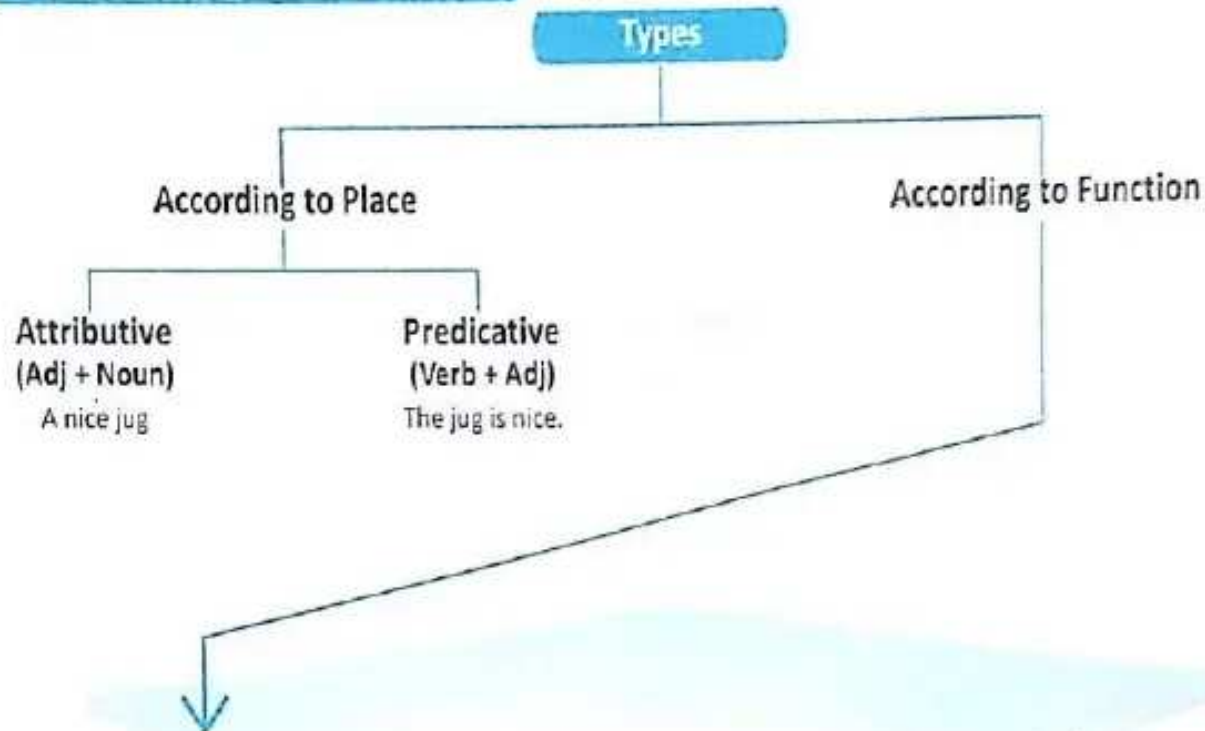 Types
According to Place
According to Function
Attributive
(Adj + Noun)
A nice jug
Predicative
(Verb + Adj)
The jug is nice.